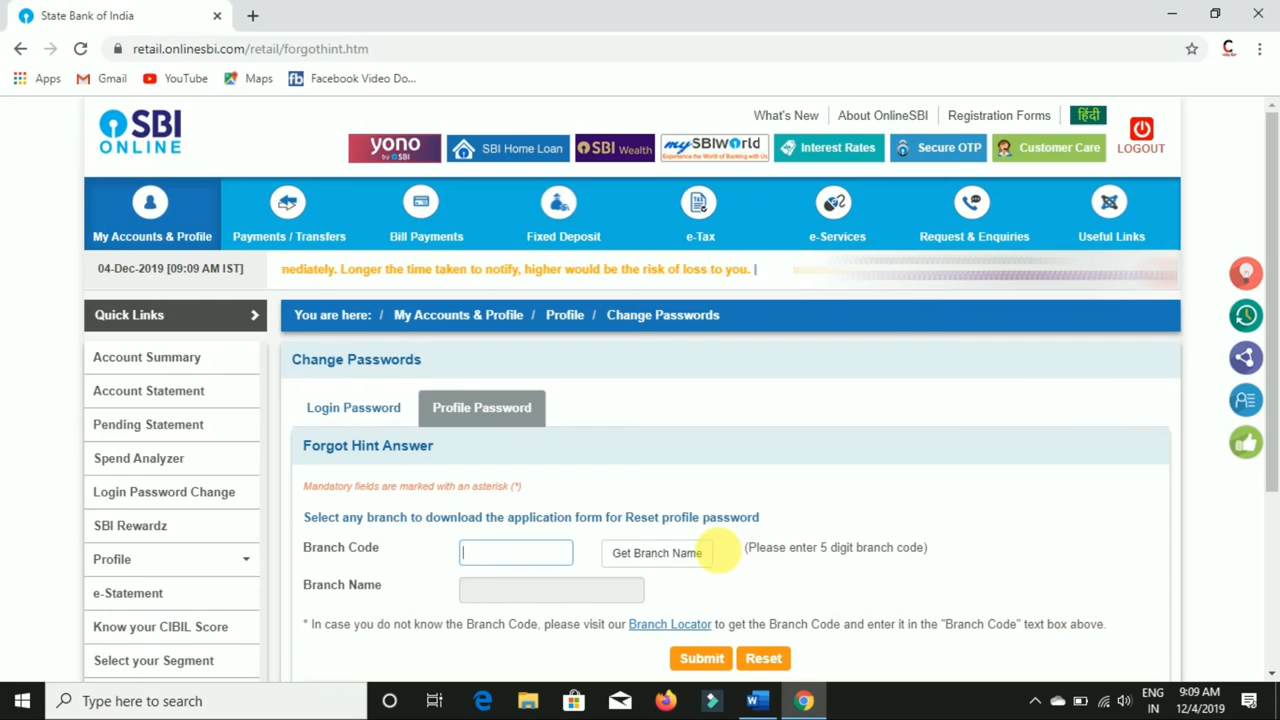 State Bank of India
retail.onlinesbi.com/retail/forgothint.htm
Apps Gmail YouTube Maps Facebook Video Do...
What's New About OnlineSBI Registration Forms हिंदी
SBI
ONLINE
yono
by SBI
SBI Home Loan
SBI Wealth
mySBIWorld
Experience the World of Banking with Us
Interest Rates
Secure OTP
Customer Care
LOGOUT
My Accounts & Profile Payments / Transfers Bill Payments Fixed Deposit e-Tax e-Services Request & Enquiries Useful Links
04-Dec-2019 [09:09 AM IST] mediately. Longer the time taken to notify, higher would be the risk of loss to you. |
Quick Links
You are here: / My Accounts & Profile / Profile / Change Passwords
Account Summary
Account Statement
Pending Statement
Spend Analyzer
Login Password Change
SBI Rewardz
Profile
e-Statement
Know your CIBIL Score
Select your Segment
Change Passwords
Login Password Profile Password
Forgot Hint Answer
Mandatory fields are marked with an asterisk (*)
Select any branch to download the application form for Reset profile password
Branch Code Get Branch Name (Please enter 5 digit branch code)
Branch Name
* In case you do not know the Branch Code, please visit our Branch Locator to get the Branch Code and enter it in the "Branch Code" text box above.
Submit Reset
Type here to search
ENG
IN
9:09 AM
12/4/2019